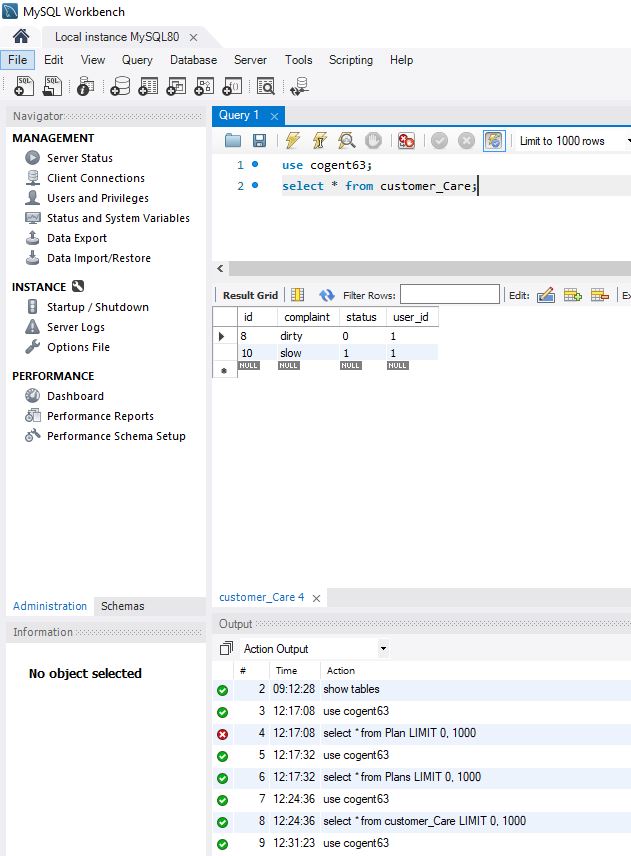 MySQL Workbench
Local instance MySQL80 ×
File Edit View Query Database Server Tools Scripting Help
Navigator
Query 1 ×
MANAGEMENT
Server Status
Client Connections
Users and Privileges
Status and System Variables
Data Export
Data Import/Restore
INSTANCE
Startup / Shutdown
Server Logs
Options File
PERFORMANCE
Dashboard
Performance Reports
Performance Schema Setup
Administration Schemas
Information
No object selected
Limit to 1000 rows
1 use cogent63;
2 select * from customer_Care;
Result Grid Filter Rows: Edit: Ex
id complaint status user_id
8 dirty 0 1
10 slow 1 1
NULL NULL NULL NULL
customer_Care 4 ×
Output
Action Output
# Time Action
2 09:12:28 show tables
3 12:17:08 use cogent63
4 12:17:08 select * from Plan LIMIT 0, 1000
5 12:17:32 use cogent63
6 12:17:32 select * from Plans LIMIT 0, 1000
7 12:24:36 use cogent63
8 12:24:36 select * from customer_Care LIMIT 0, 1000
9 12:31:23 use cogent63